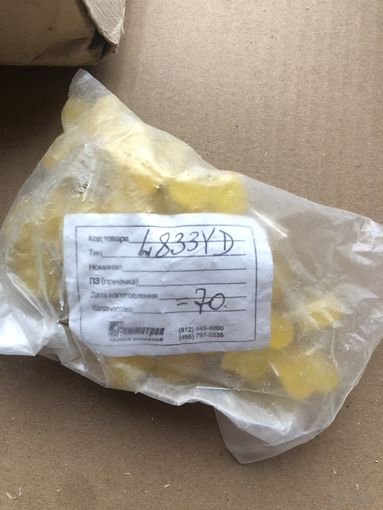 Код товара
Тип L833YD
Номинал
ПЗ (приемка)
Дата изготовления
Количество =70.
Симметрон
группа компаний
(812) 449-4000
(495) 797-5535